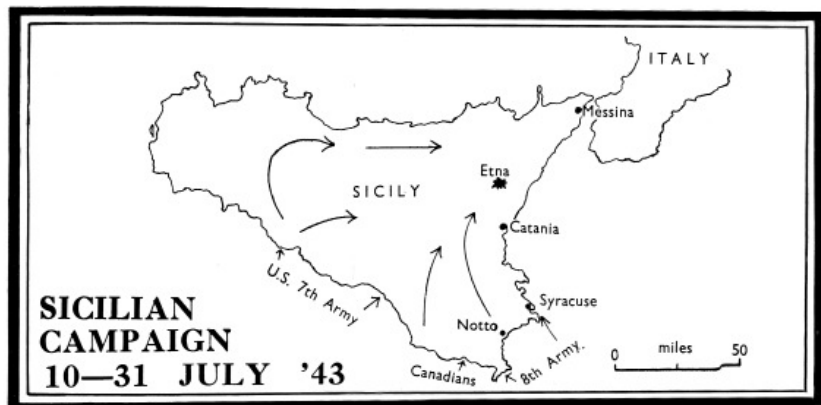 ITALY
Messina
Etna
SICILY
Catania
U.S. 7th Army
Syracuse
Notto
8th Army.
Canadians
miles
0 50
SICILIAN
CAMPAIGN
10—31 JULY '43